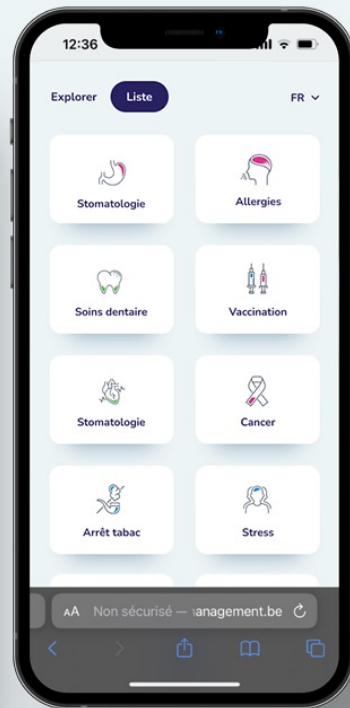 12:36
Explorer Liste FR
Stomatologie Allergies
Soins dentaire Vaccination
Stomatologie Cancer
Arrêt tabac Stress
AA Non sécurisé — anagement.be